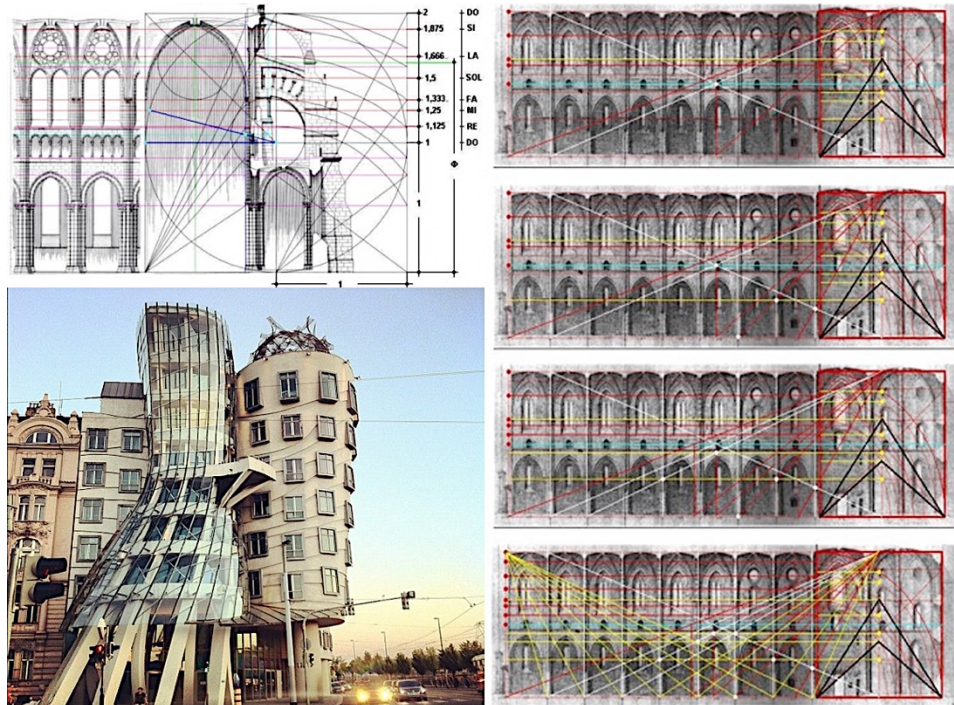 2 DO
1,875 SI
1,666 LA
1,5 SOL
1,333 FA
1,25 MI
1,125 RE
1 DO
Φ
1
1